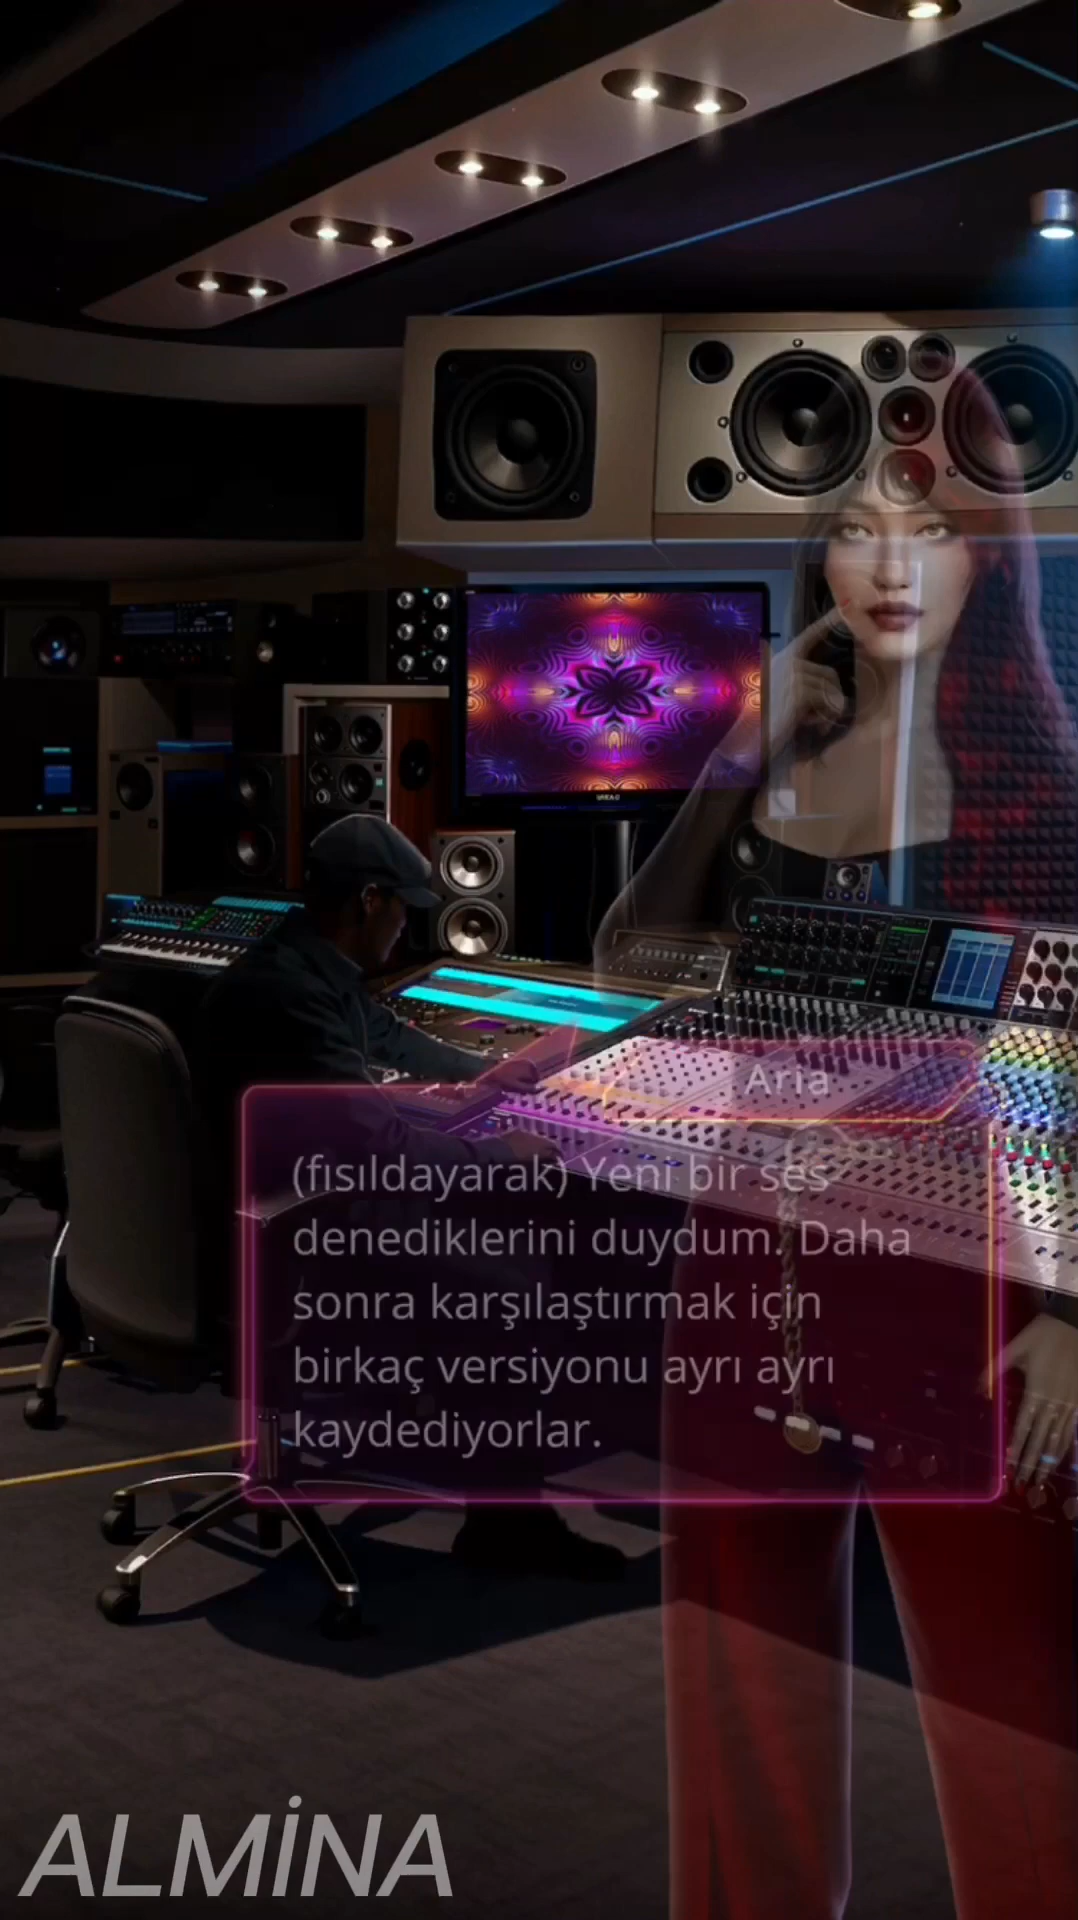 Aria
(fısıldayarak) Yeni bir ses
denediklerini duydum. Daha
sonra karşılaştırmak için
birkaç versiyonu ayrı ayrı
kaydediyorlar.
ALMİNA